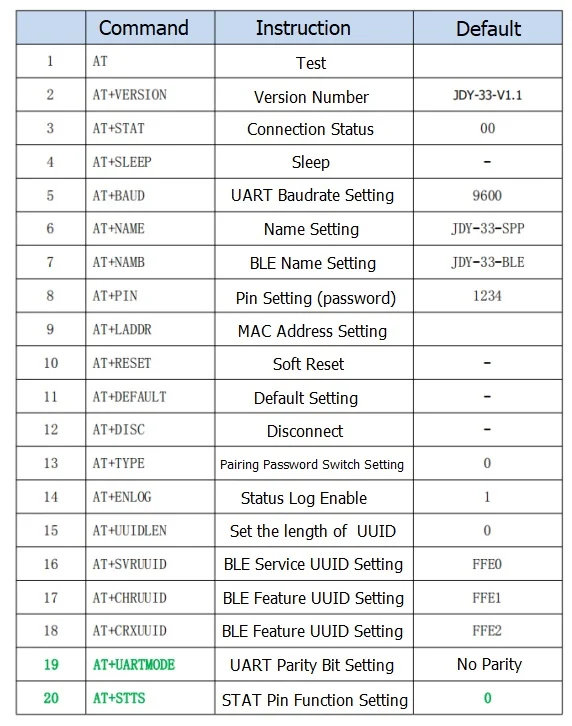 Command Instruction Default
1 AT Test
2 AT+VERSION Version Number JDY-33-V1.1
3 AT+STAT Connection Status 00
4 AT+SLEEP Sleep -
5 AT+BAUD UART Baudrate Setting 9600
6 AT+NAME Name Setting JDY-33-SPP
7 AT+NAMB BLE Name Setting JDY-33-BLE
8 AT+PIN Pin Setting (password) 1234
9 AT+LADDR MAC Address Setting
10 AT+RESET Soft Reset -
11 AT+DEFAULT Default Setting -
12 AT+DISC Disconnect -
13 AT+TYPE Pairing Password Switch Setting 0
14 AT+ENLOG Status Log Enable 1
15 AT+UUIDLEN Set the length of UUID 0
16 AT+SVRUUID BLE Service UUID Setting FFE0
17 AT+CHRUUID BLE Feature UUID Setting FFE1
18 AT+CRXUUID BLE Feature UUID Setting FFE2
19 AT+UARTMODE UART Parity Bit Setting No Parity
20 AT+STTS STAT Pin Function Setting 0